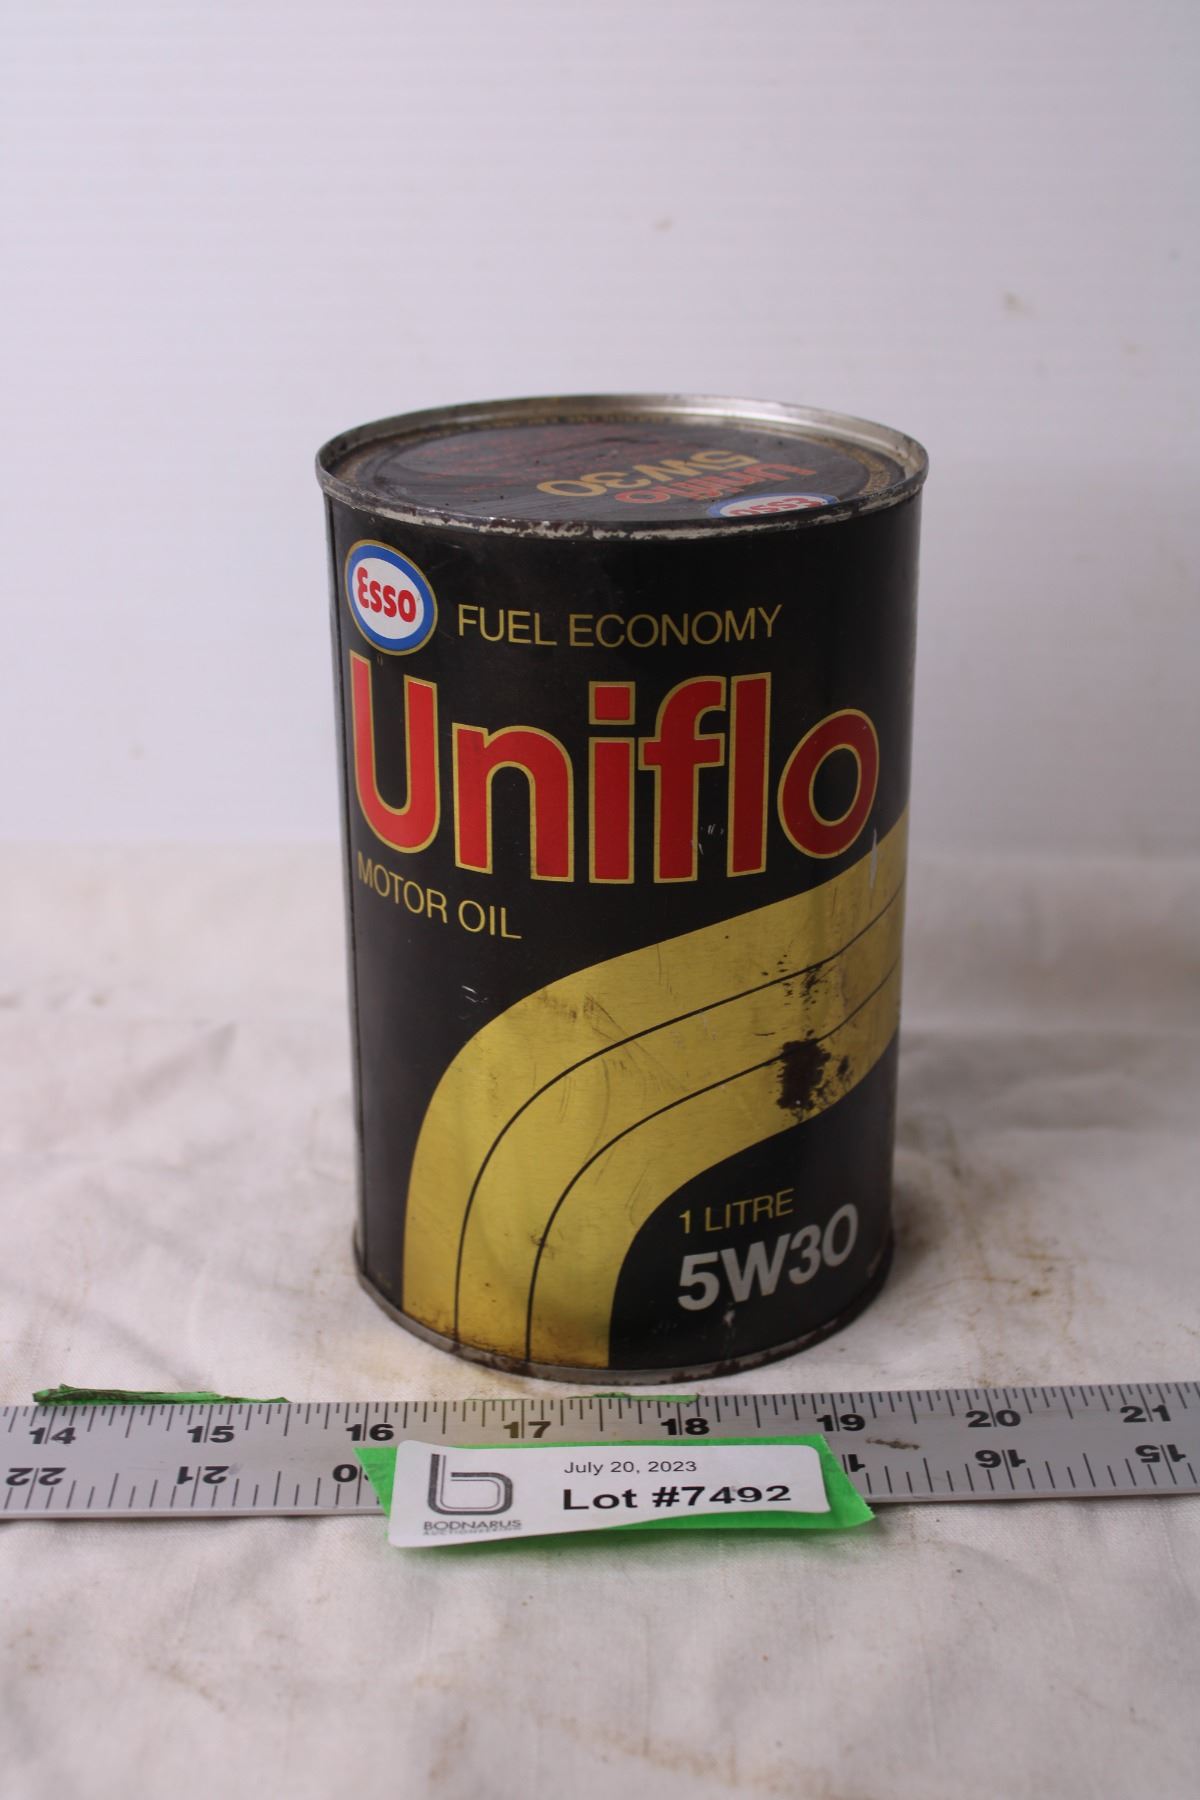 Uniflo
5W30
Esso
Esso
FUEL ECONOMY
Uniflo
MOTOR OIL
1 LITRE
5W30
14 15 16 17 18 19 20 21
22 21 16 15
July 20, 2023
Lot #7492
BODNARUS
AUCTIONEERING